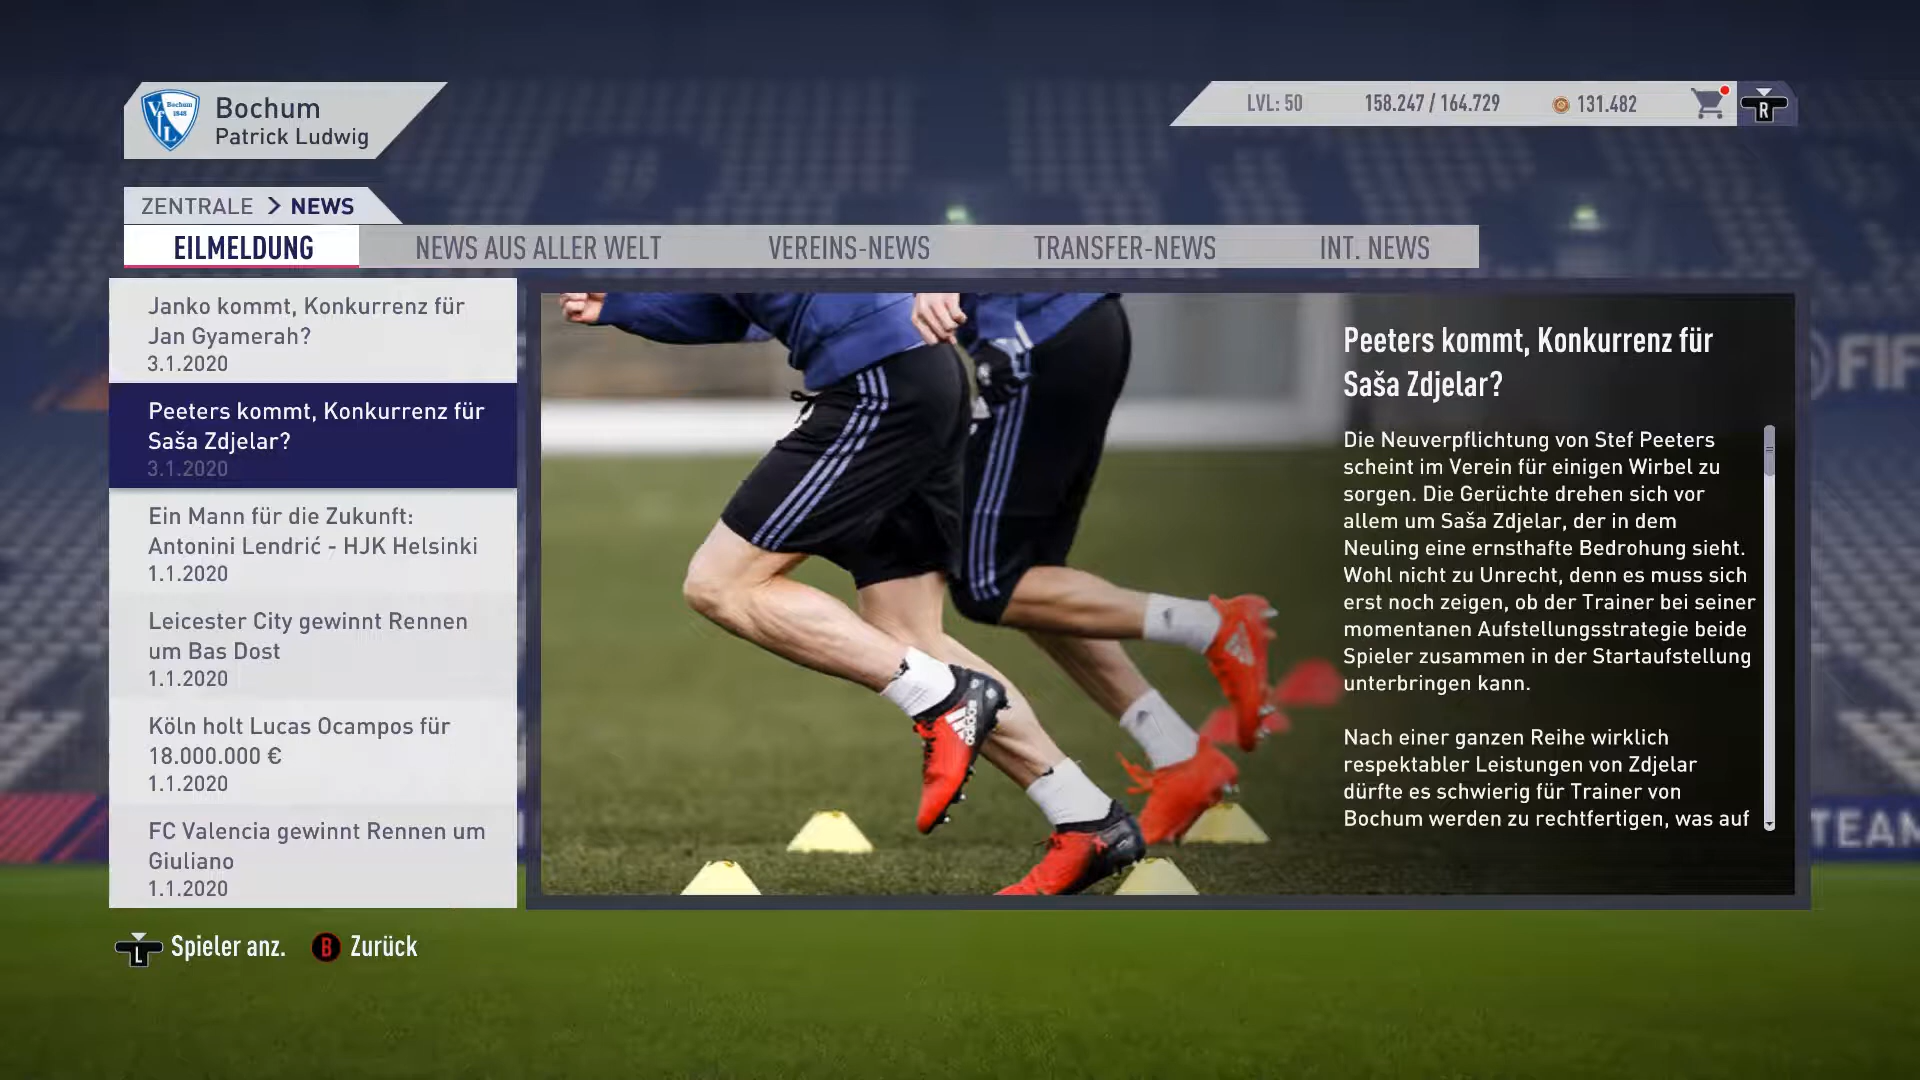 Bochum
Patrick Ludwig
VfL
Bochum
1848
LVL: 50
158.247 / 164.729
131.482
R
ZENTRALE > NEWS
EILMELDUNG
NEWS AUS ALLER WELT
VEREINS-NEWS
TRANSFER-NEWS
INT. NEWS
Janko kommt, Konkurrenz für
Jan Gyamerah?
3.1.2020
Peeters kommt, Konkurrenz für
Saša Zdjelar?
3.1.2020
Ein Mann für die Zukunft:
Antonini Lendrić - HJK Helsinki
1.1.2020
Leicester City gewinnt Rennen
um Bas Dost
1.1.2020
Köln holt Lucas Ocampos für
18.000.000 €
1.1.2020
FC Valencia gewinnt Rennen um
Giuliano
1.1.2020
adidas
Peeters kommt, Konkurrenz für
Saša Zdjelar?
Die Neuverpflichtung von Stef Peeters
scheint im Verein für einigen Wirbel zu
sorgen. Die Gerüchte drehen sich vor
allem um Saša Zdjelar, der in dem
Neuling eine ernsthafte Bedrohung sieht.
Wohl nicht zu Unrecht, denn es muss sich
erst noch zeigen, ob der Trainer bei seiner
momentanen Aufstellungsstrategie beide
Spieler zusammen in der Startaufstellung
unterbringen kann.
Nach einer ganzen Reihe wirklich
respektabler Leistungen von Zdjelar
dürfte es schwierig für Trainer von
Bochum werden zu rechtfertigen, was auf
FIF
TEAM
L Spieler anz.
B Zurück